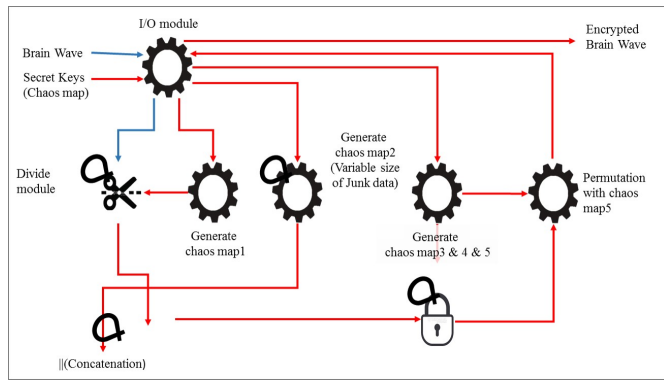 I/O module
Encrypted
Brain Wave
Brain Wave
Secret Keys
(Chaos map)
Divide
module
Generate
chaos map1
Generate
chaos map2
(Variable size
of Junk data)
Generate
chaos map3 & 4 & 5
Permutation
with chaos
map5
||(Concatenation)